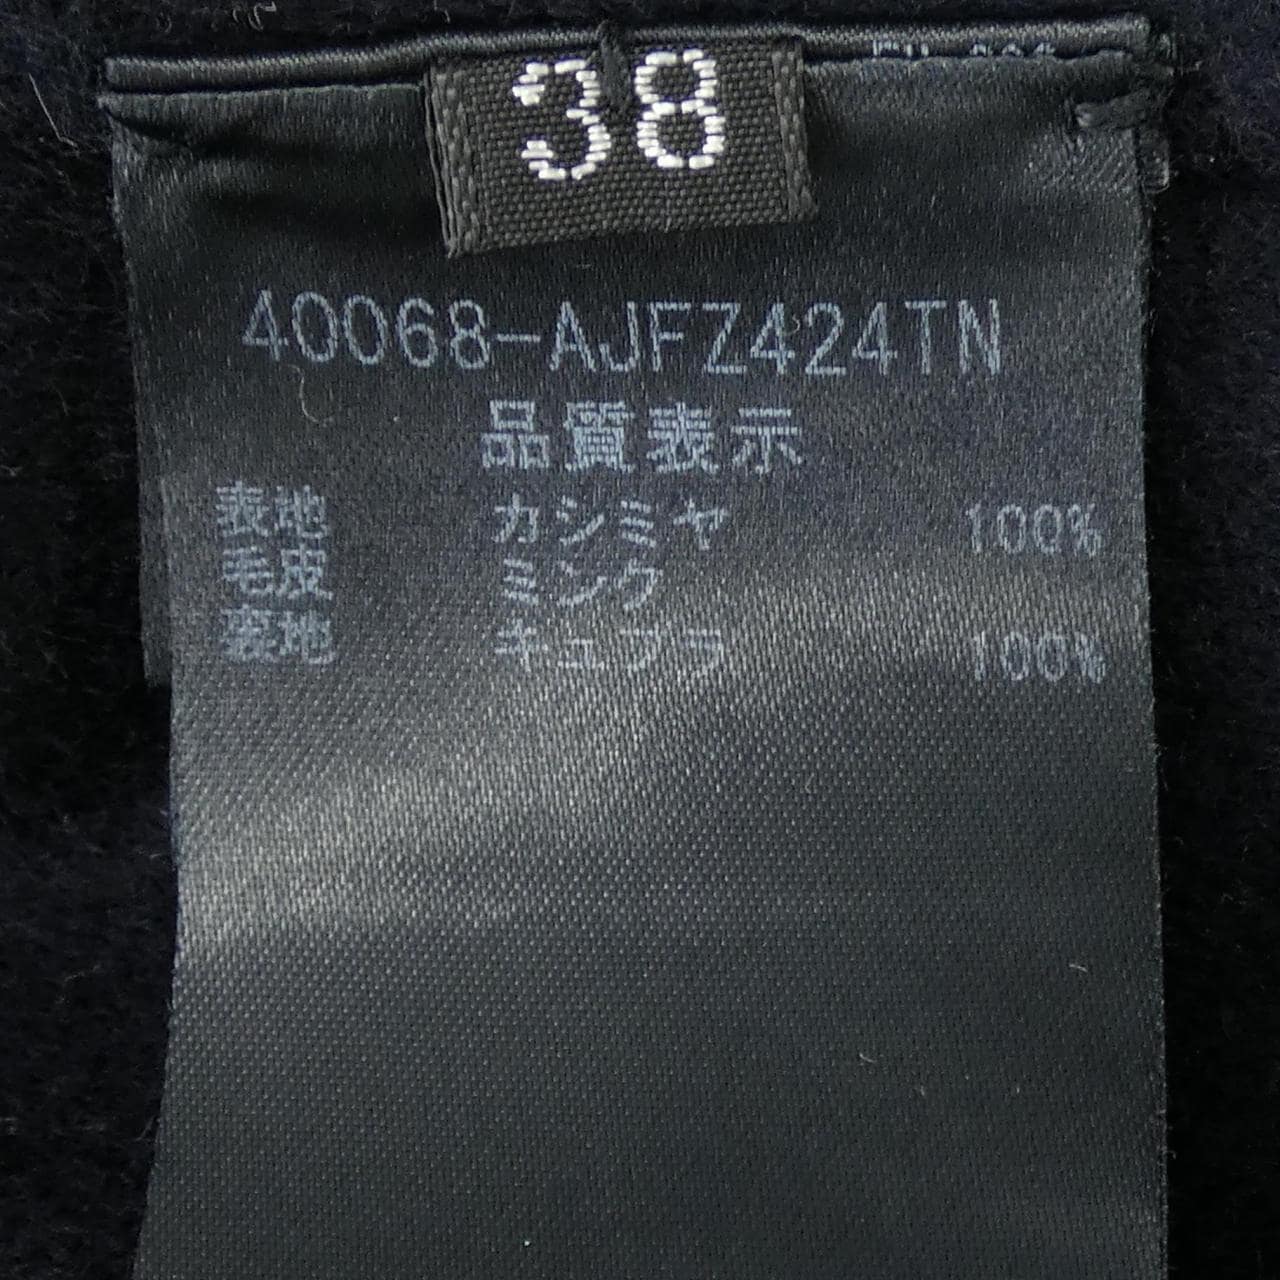 38
40068-AJFZ424TN
品質表示
表地 カシミヤ 100%
毛皮 ミンク
裏地 キュプラ 100%